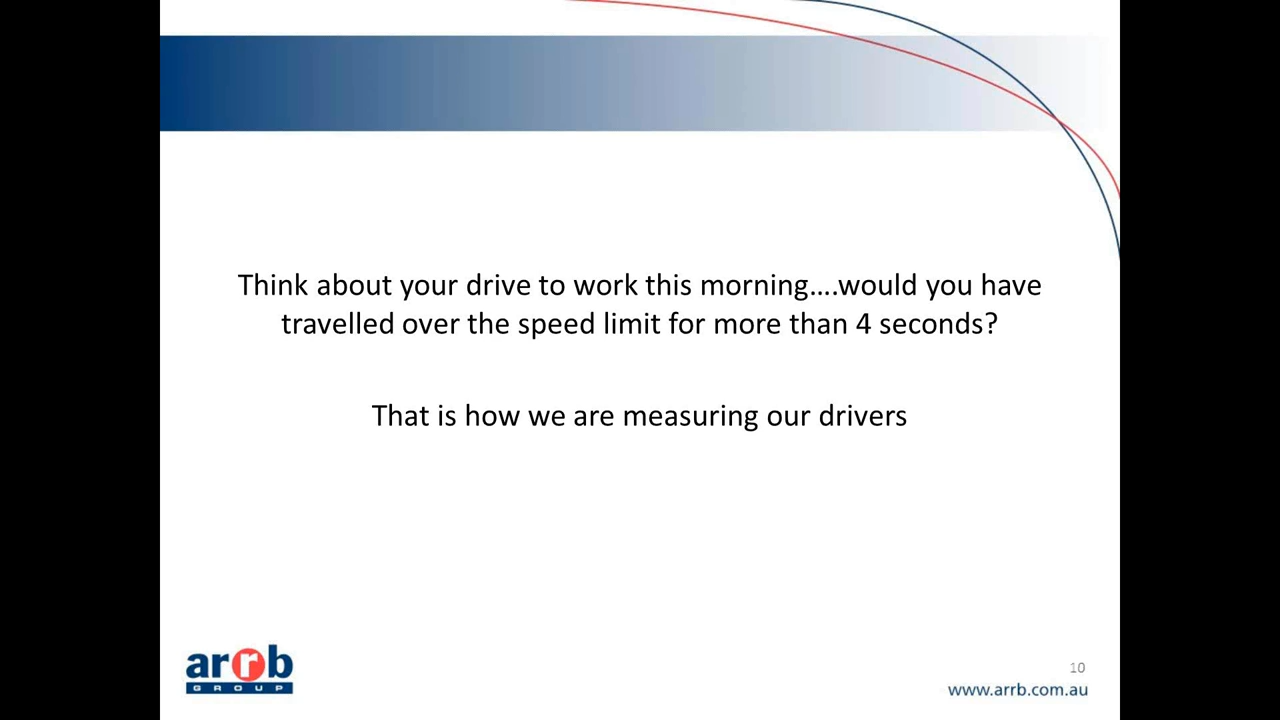 Think about your drive to work this morning....would you have
travelled over the speed limit for more than 4 seconds?
That is how we are measuring our drivers
arrb
GROUP
10
www.arrb.com.au